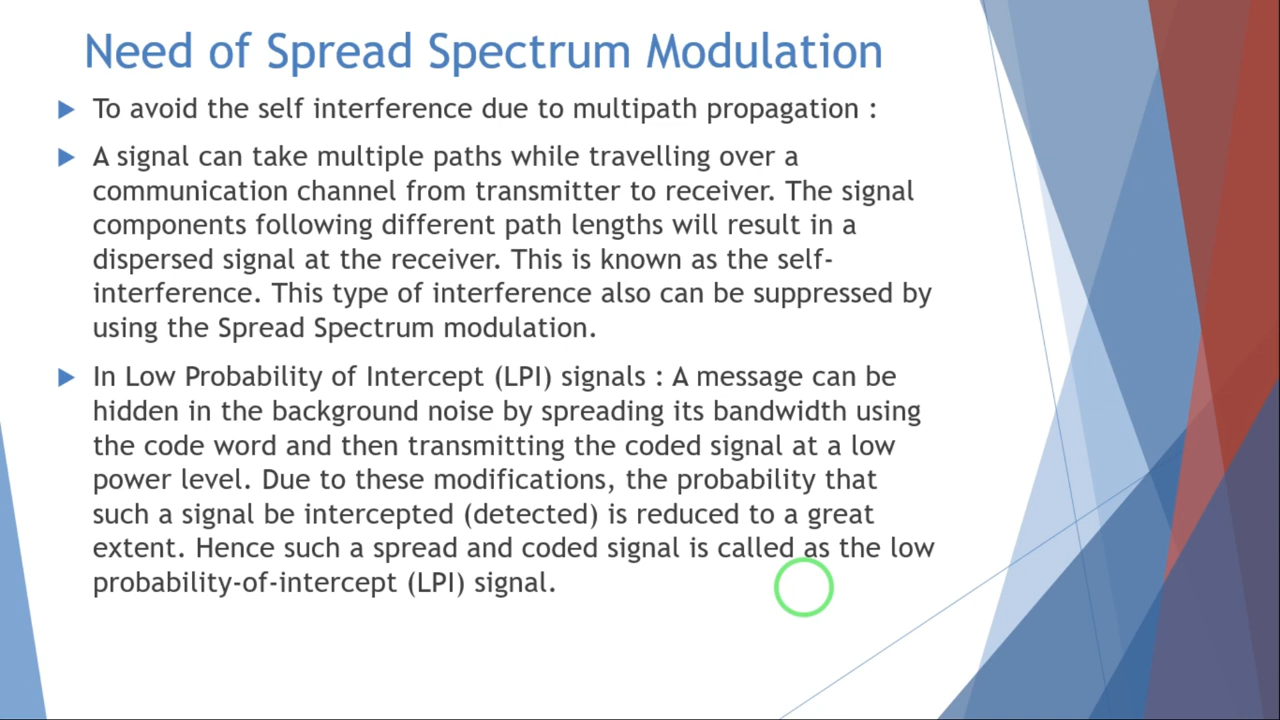 Need of Spread Spectrum Modulation
To avoid the self interference due to multipath propagation :
A signal can take multiple paths while travelling over a
communication channel from transmitter to receiver. The signal
components following different path lengths will result in a
dispersed signal at the receiver. This is known as the self-
interference. This type of interference also can be suppressed by
using the Spread Spectrum modulation.
In Low Probability of Intercept (LPI) signals : A message can be
hidden in the background noise by spreading its bandwidth using
the code word and then transmitting the coded signal at a low
power level. Due to these modifications, the probability that
such a signal be intercepted (detected) is reduced to a great
extent. Hence such a spread and coded signal is called as the low
probability-of-intercept (LPI) signal.